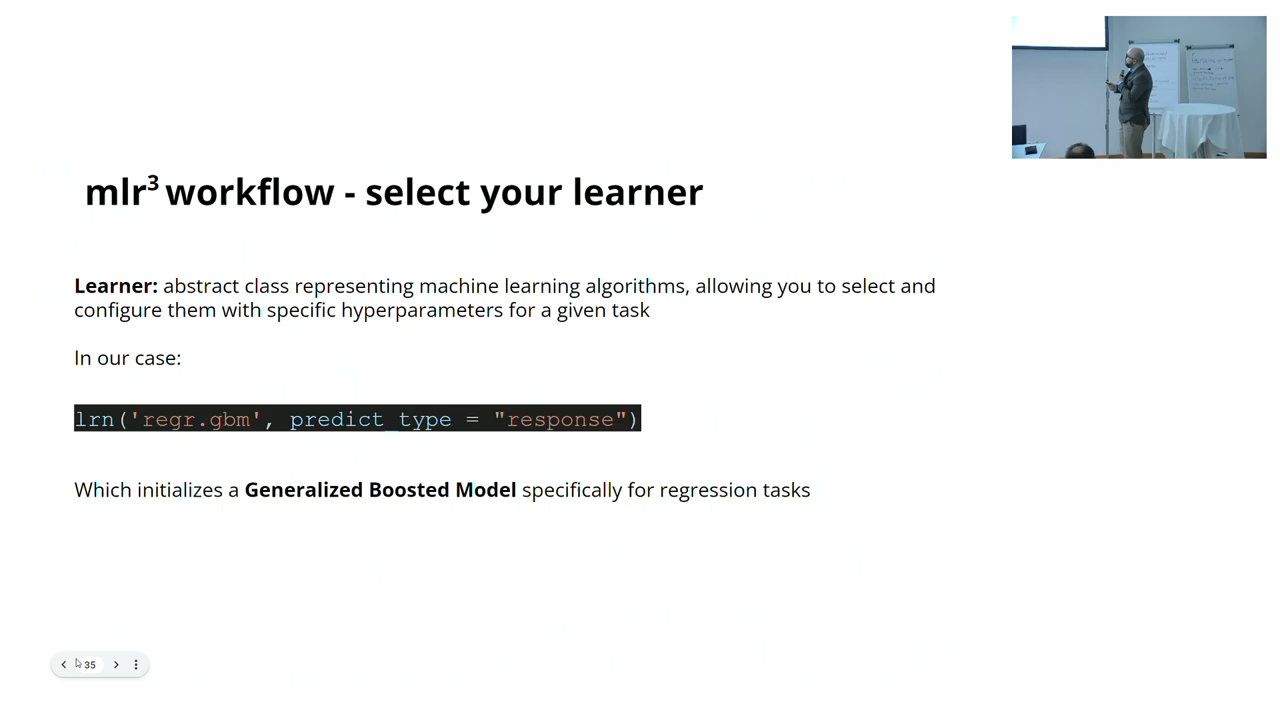 mlr³ workflow - select your learner
Learner: abstract class representing machine learning algorithms, allowing you to select and
configure them with specific hyperparameters for a given task
In our case:
lrn('regr.gbm', predict_type = "response")
Which initializes a Generalized Boosted Model specifically for regression tasks
35